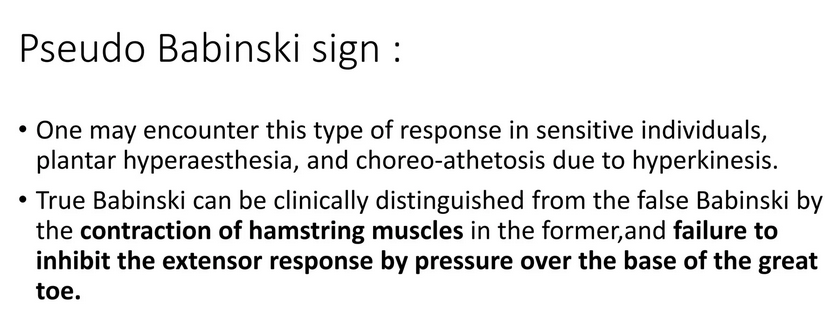 Pseudo Babinski sign :
• One may encounter this type of response in sensitive individuals,
plantar hyperaesthesia, and choreo-athetosis due to hyperkinesis.
• True Babinski can be clinically distinguished from the false Babinski by
the contraction of hamstring muscles in the former,and failure to
inhibit the extensor response by pressure over the base of the great
toe.